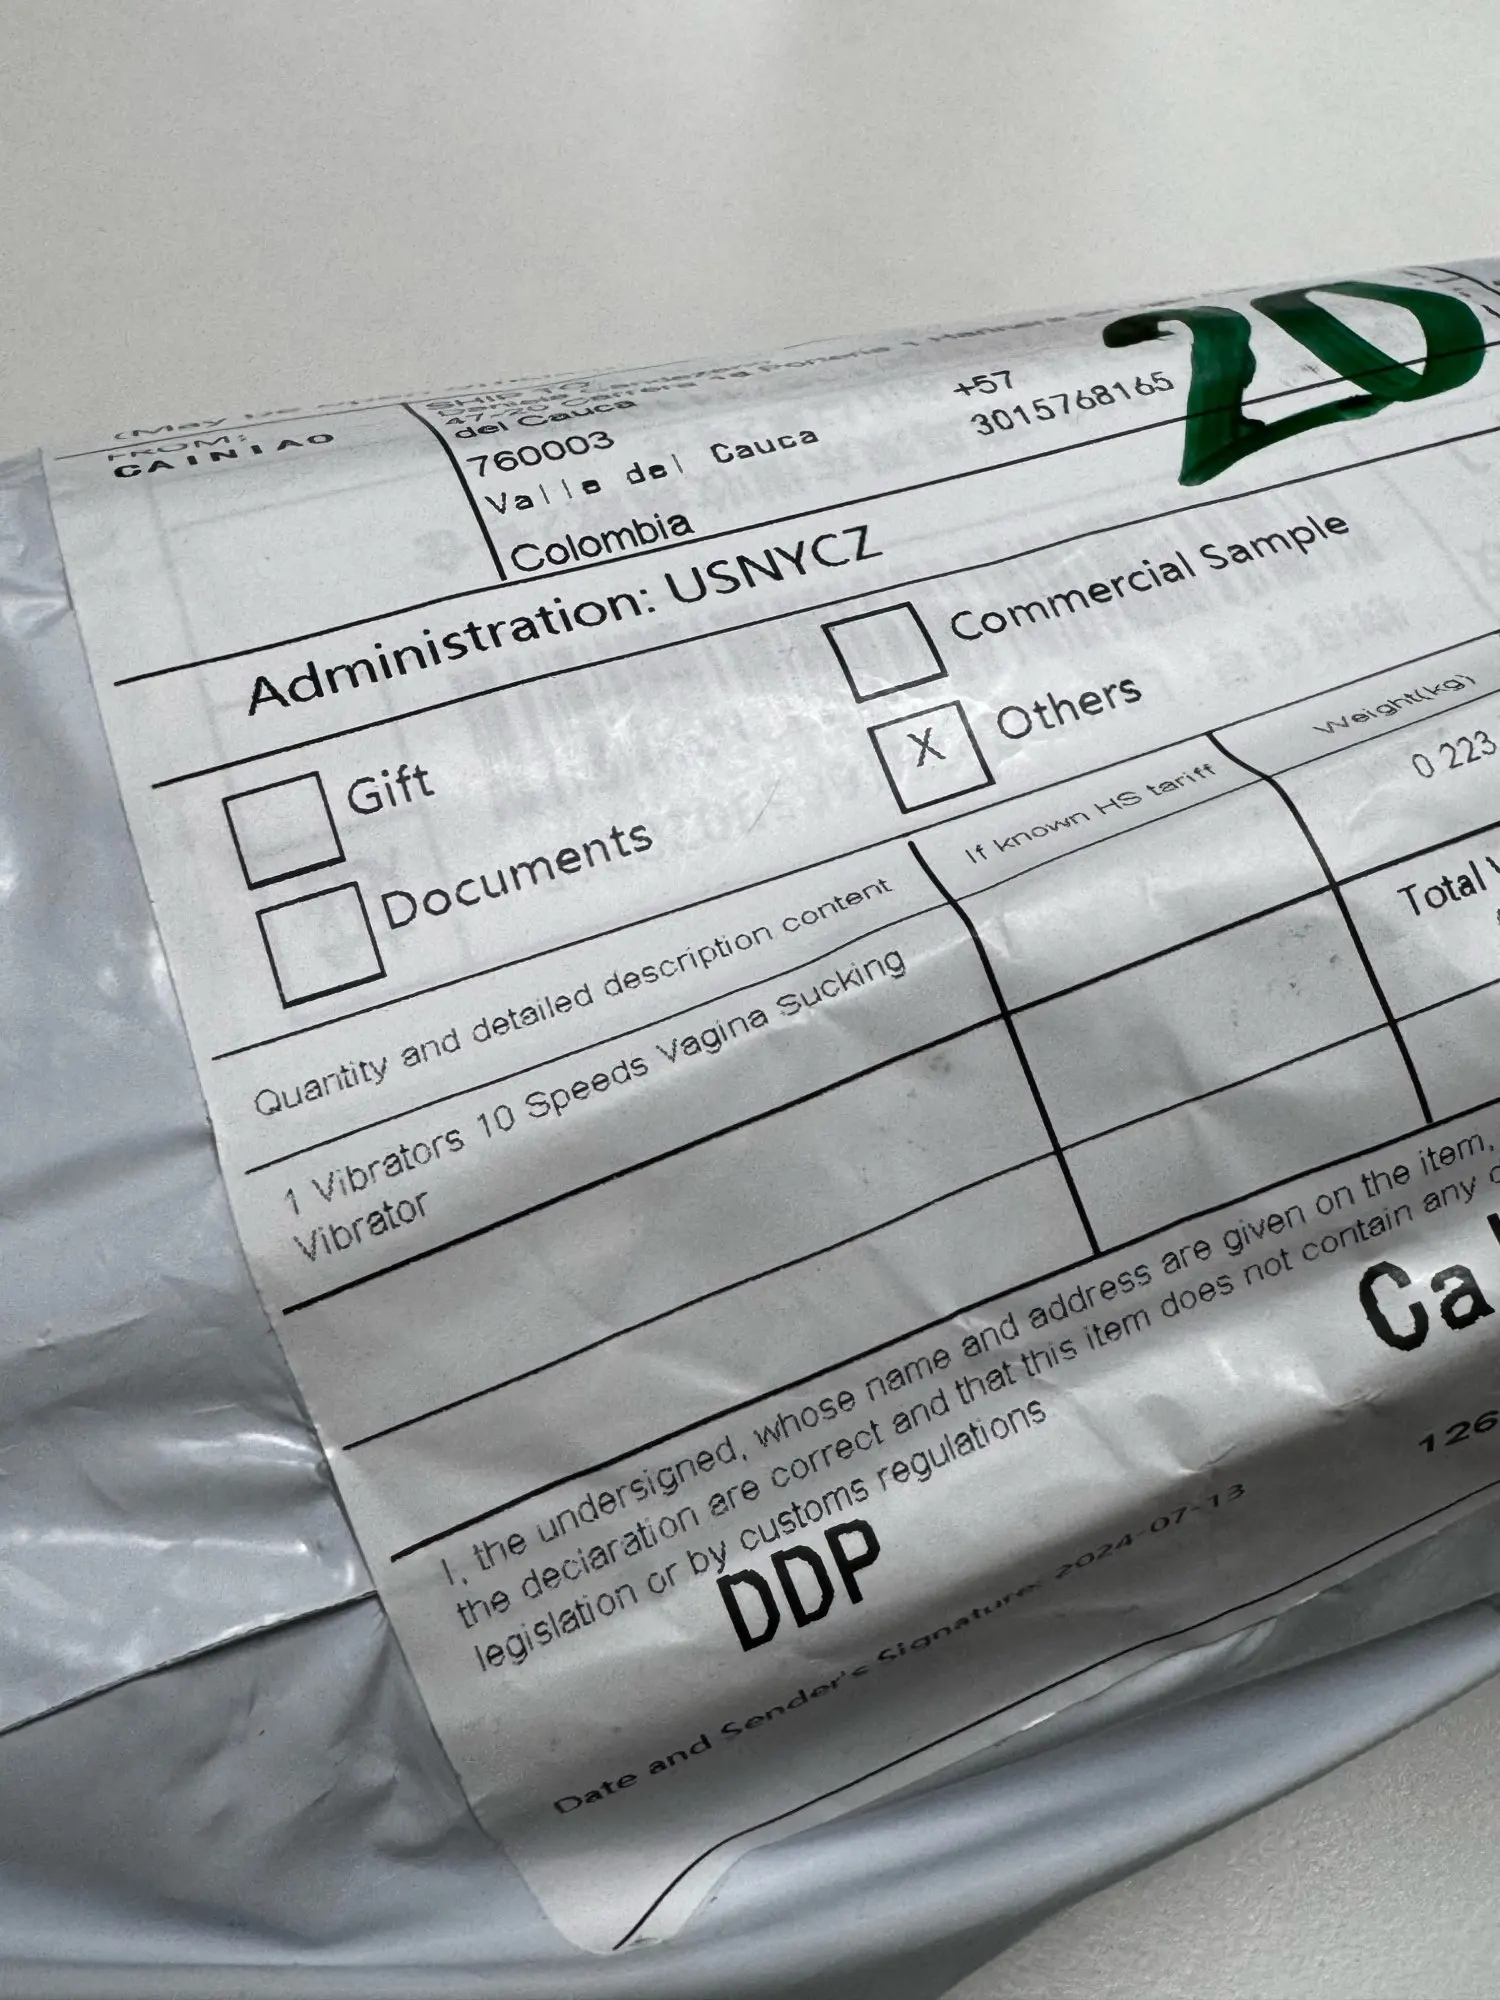 FROM:
CAINIAO
SHIP TO
del Cauca
760003
Valle del Cauca
Colombia
+57
3015768165
20
Administration: USNYCZ
Gift
Commercial Sample
Documents
X Others
Quantity and detailed description content
If known HS tariff
Weight(kg)
1 Vibrators 10 Speeds Vagina Sucking
Vibrator
0.223
Total
I, the undersigned, whose name and address are given on the item,
the declaration are correct and that this item does not contain any
legislation or by customs regulations
DDP
Ca
126
Date and Sender's Signature: 2024-07-13